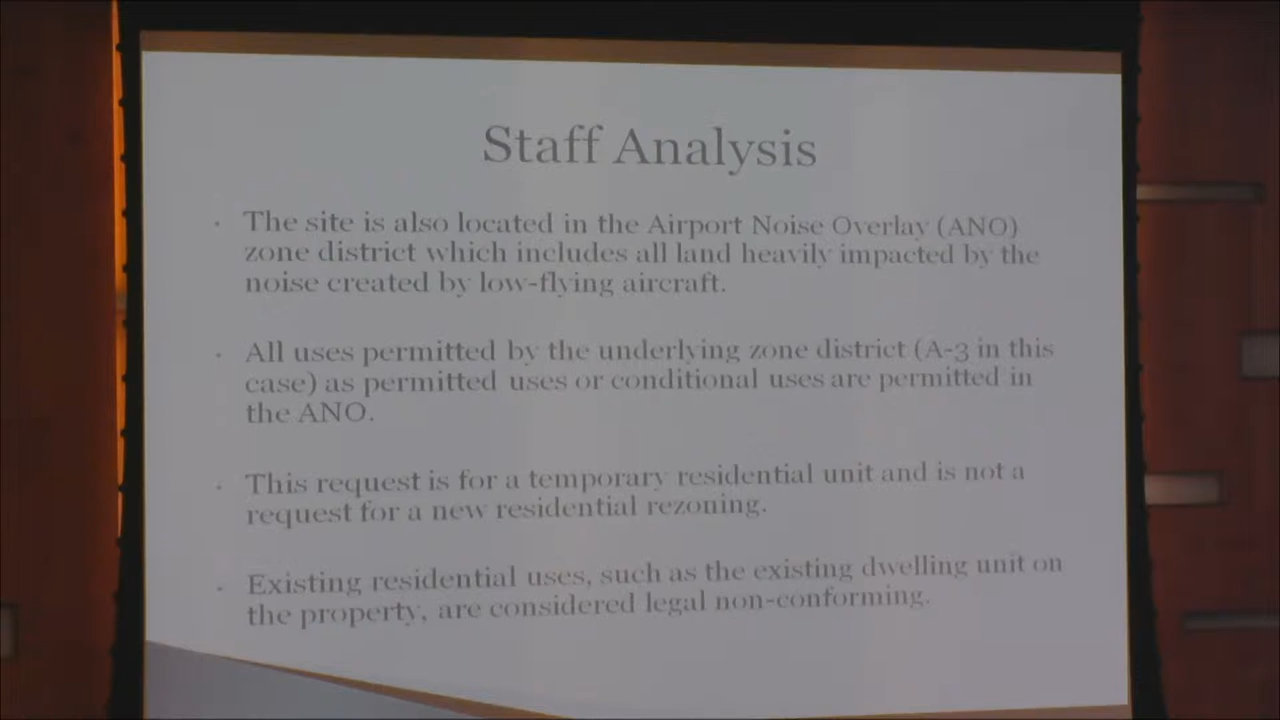 Staff Analysis
· The site is also located in the Airport Noise Overlay (ANO)
zone district which includes all land heavily impacted by the
noise created by low-flying aircraft.
· All uses permitted by the underlying zone district (A-3 in this
case) as permitted uses or conditional uses are permitted in
the ANO.
· This request is for a temporary residential unit and is not a
request for a new residential rezoning.
· Existing residential uses, such as the existing dwelling unit on
the property, are considered legal non-conforming.